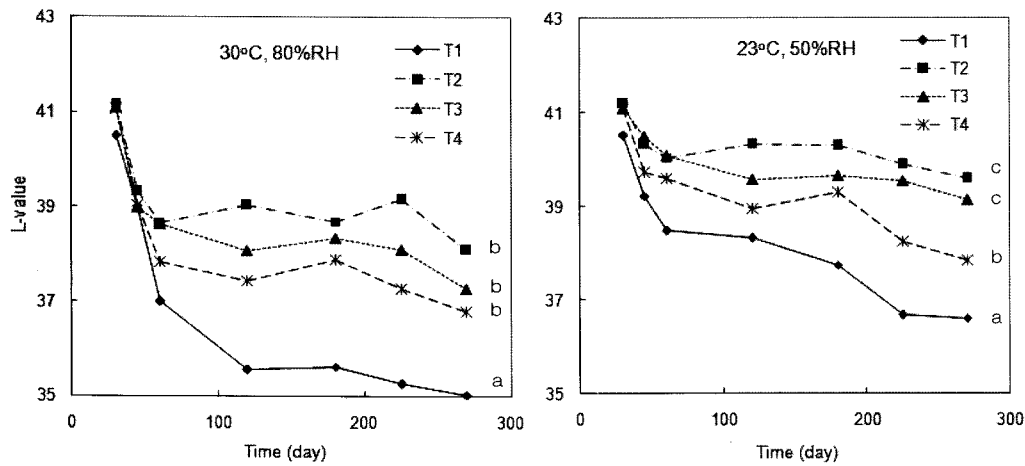 43
41
39
37
35
L-value
30°C, 80%RH
T1
T2
T3
T4
b
b
b
a
0
100
200
300
Time (day)
43
41
39
37
35
23°C, 50%RH
T1
T2
T3
T4
c
c
b
a
0
100
200
300
Time (day)